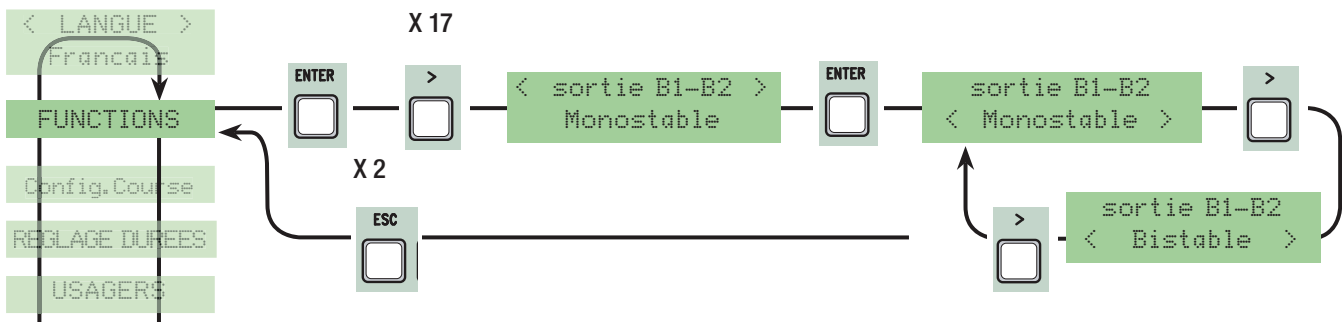 < LANGUE >
Francais
FUNCTIONS
Config.Course
REGLAGE DUREES
USAGERS
ENTER
X 17
>
< sortie B1-B2 >
Monostable
ENTER
sortie B1-B2
< Monostable >
>
X 2
ESC
>
sortie B1-B2
< Bistable >